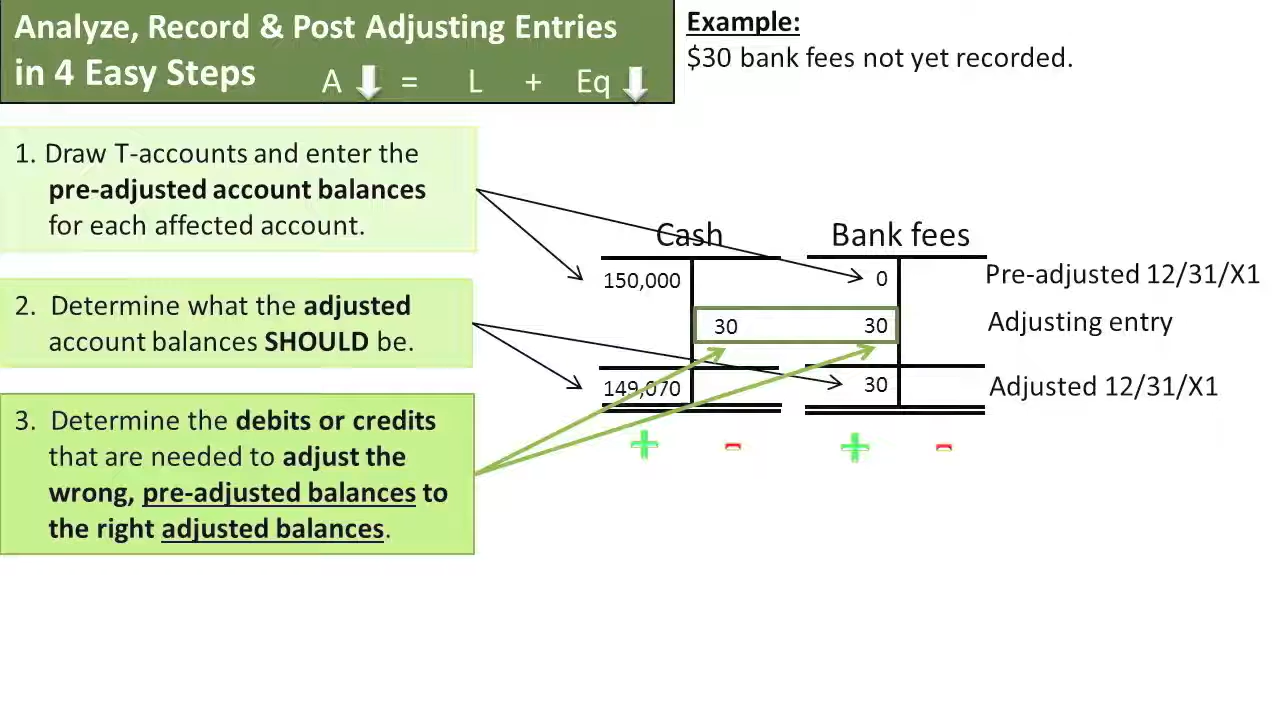 Analyze, Record & Post Adjusting Entries
in 4 Easy Steps
A = L + Eq
Example:
$30 bank fees not yet recorded.
1. Draw T-accounts and enter the
pre-adjusted account balances
for each affected account.
2. Determine what the adjusted
account balances SHOULD be.
3. Determine the debits or credits
that are needed to adjust the
wrong, pre-adjusted balances to
the right adjusted balances.
Cash Bank fees
150,000 0 Pre-adjusted 12/31/X1
30 30 Adjusting entry
149,070 30 Adjusted 12/31/X1
+ - + -